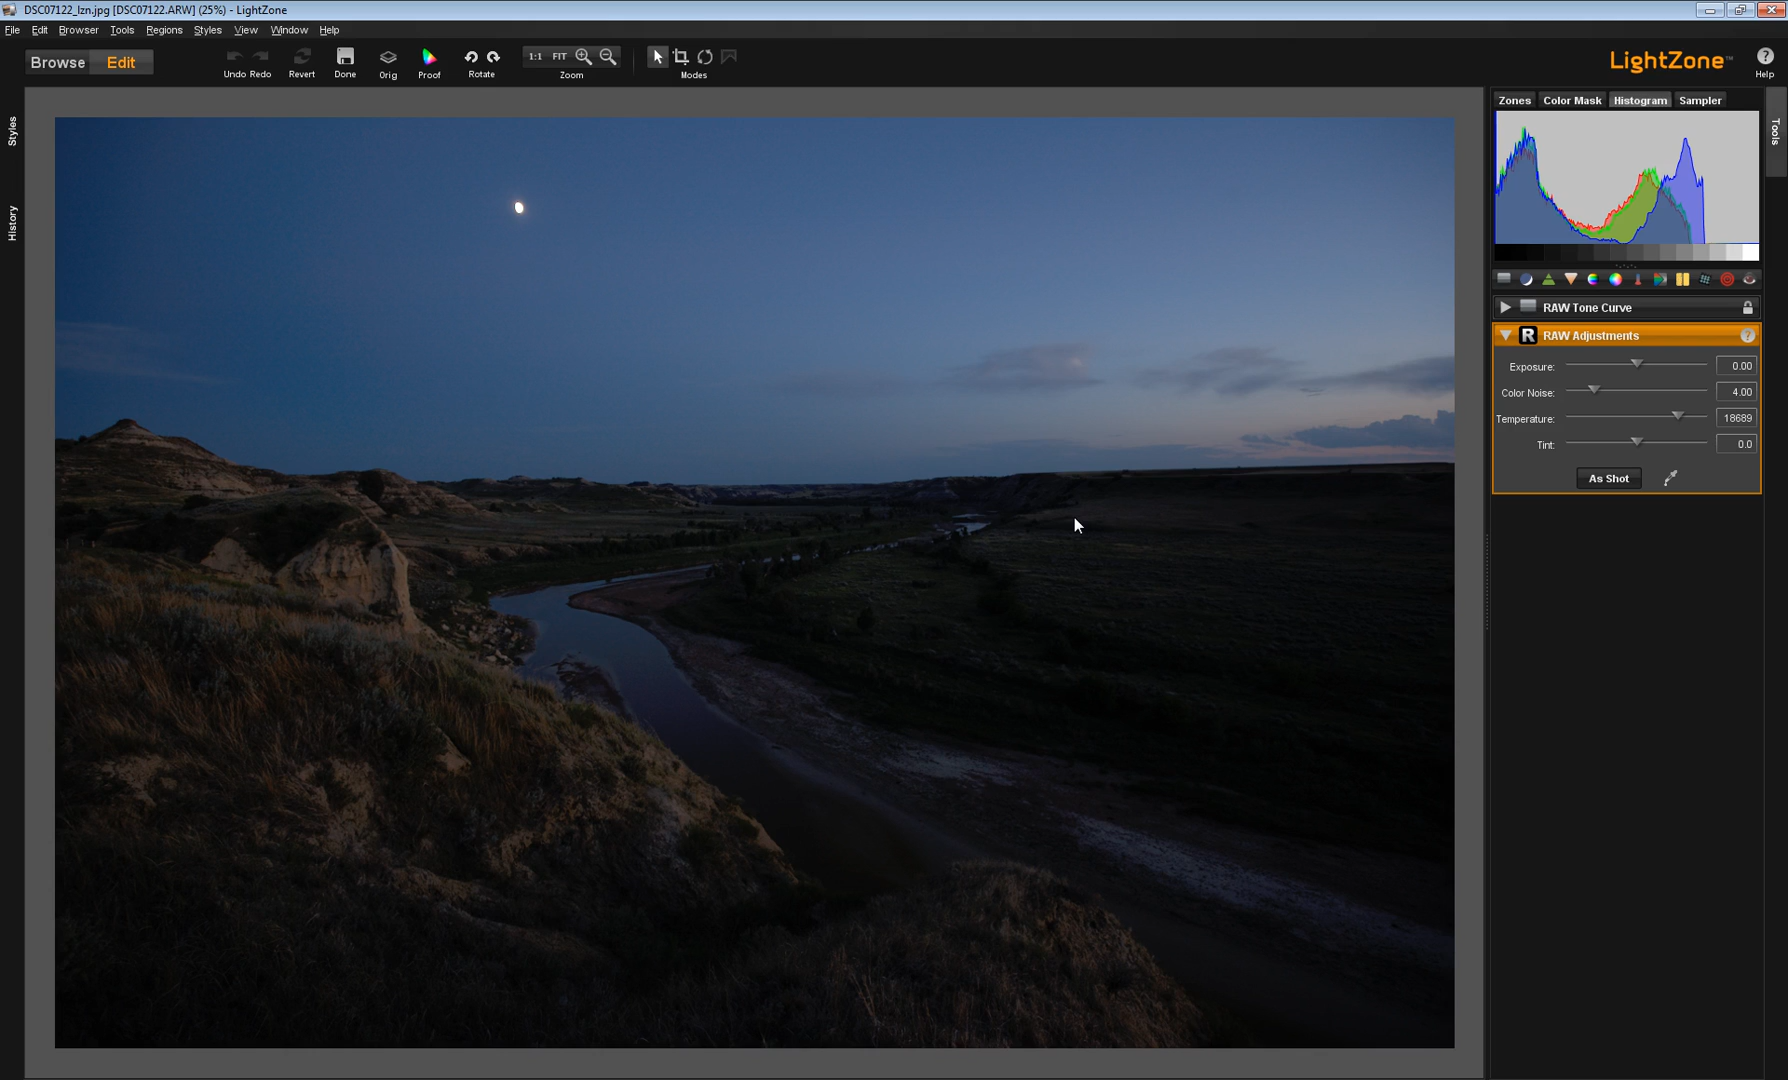 DSC07122_lzn.jpg [DSC07122.ARW] (25%) - LightZone
File Edit Browser Tools Regions Styles View Window Help
Browse Edit
Undo Redo Revert Done Orig Proof Rotate
1:1 FIT
Zoom
Modes
LightZone™
Help
Styles
History
Tools
Zones Color Mask Histogram Sampler
RAW Tone Curve
R RAW Adjustments ?
Exposure: 0.00
Color Noise: 4.00
Temperature: 18689
Tint: 0.0
As Shot